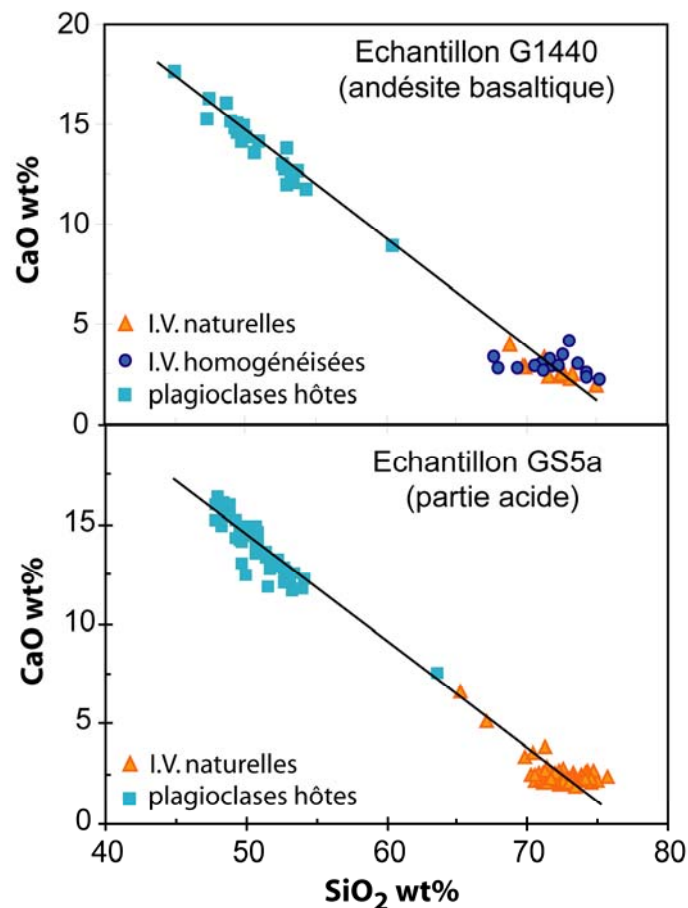 20
15
10
5
0
CaO wt%
Echantillon G1440
(andésite basaltique)
I.V. naturelles
I.V. homogénéisées
plagioclases hôtes
15
10
5
0
CaO wt%
Echantillon GS5a
(partie acide)
I.V. naturelles
plagioclases hôtes
40 50 60 70 80
SiO₂ wt%